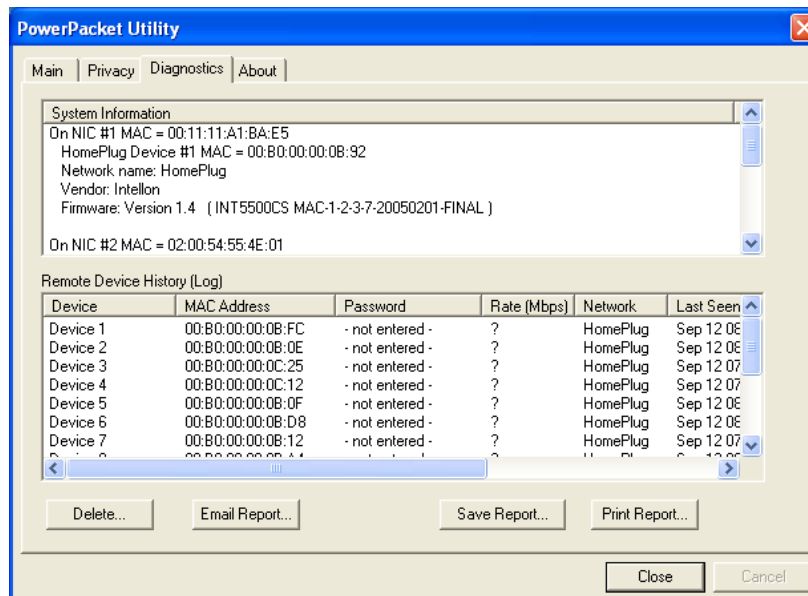 PowerPacket Utility
Main Privacy Diagnostics About
System Information
On NIC #1 MAC = 00:11:11:A1:BA:E5
HomePlug Device #1 MAC = 00:B0:00:00:0B:92
Network name: HomePlug
Vendor: Intellon
Firmware: Version 1.4 ( INT5500CS MAC-1-2-3-7-20050201-FINAL )
On NIC #2 MAC = 02:00:54:55:4E:01
Remote Device History (Log)
Device MAC Address Password Rate (Mbps) Network Last Seen
Device 1 00:B0:00:00:0B:FC - not entered - ? HomePlug Sep 12 08
Device 2 00:B0:00:00:0B:0E - not entered - ? HomePlug Sep 12 08
Device 3 00:B0:00:00:0C:25 - not entered - ? HomePlug Sep 12 07
Device 4 00:B0:00:00:0C:12 - not entered - ? HomePlug Sep 12 07
Device 5 00:B0:00:00:0B:0F - not entered - ? HomePlug Sep 12 08
Device 6 00:B0:00:00:0B:D8 - not entered - ? HomePlug Sep 12 08
Device 7 00:B0:00:00:0B:12 - not entered - ? HomePlug Sep 12 07
Delete... Email Report... Save Report... Print Report...
Close Cancel